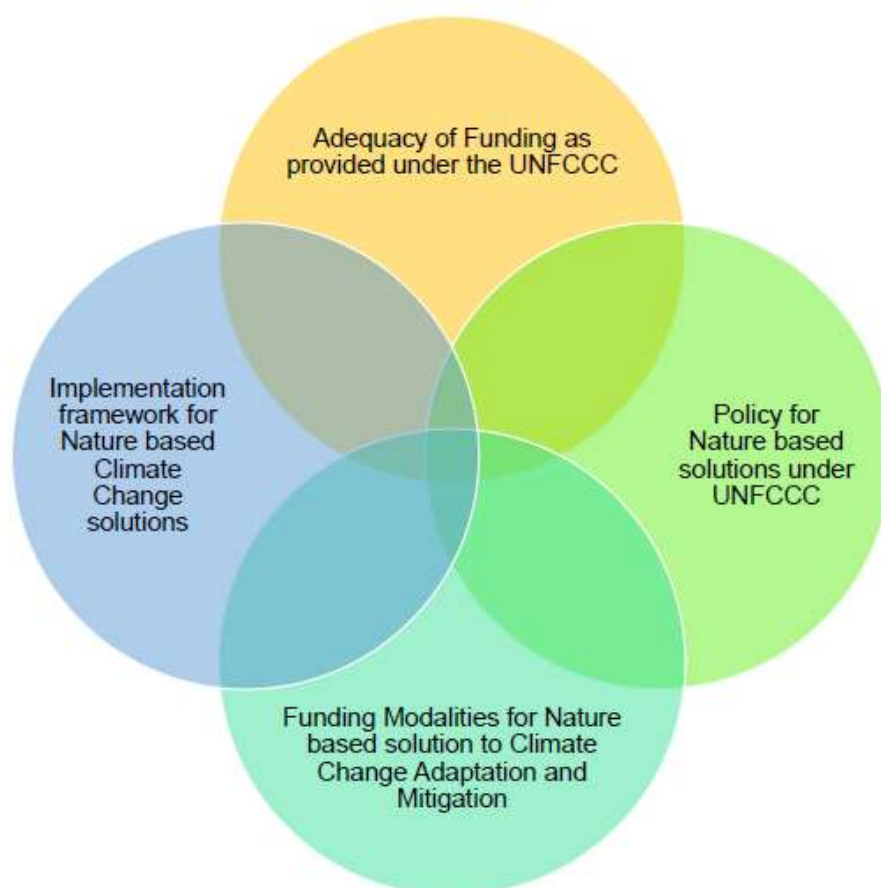 Adequacy of Funding as
provided under the UNFCCC
Implementation
framework for
Nature based
Climate
Change
solutions
Policy for
Nature based
solutions under
UNFCCC
Funding Modalities for Nature
based solution to Climate
Change Adaptation and
Mitigation